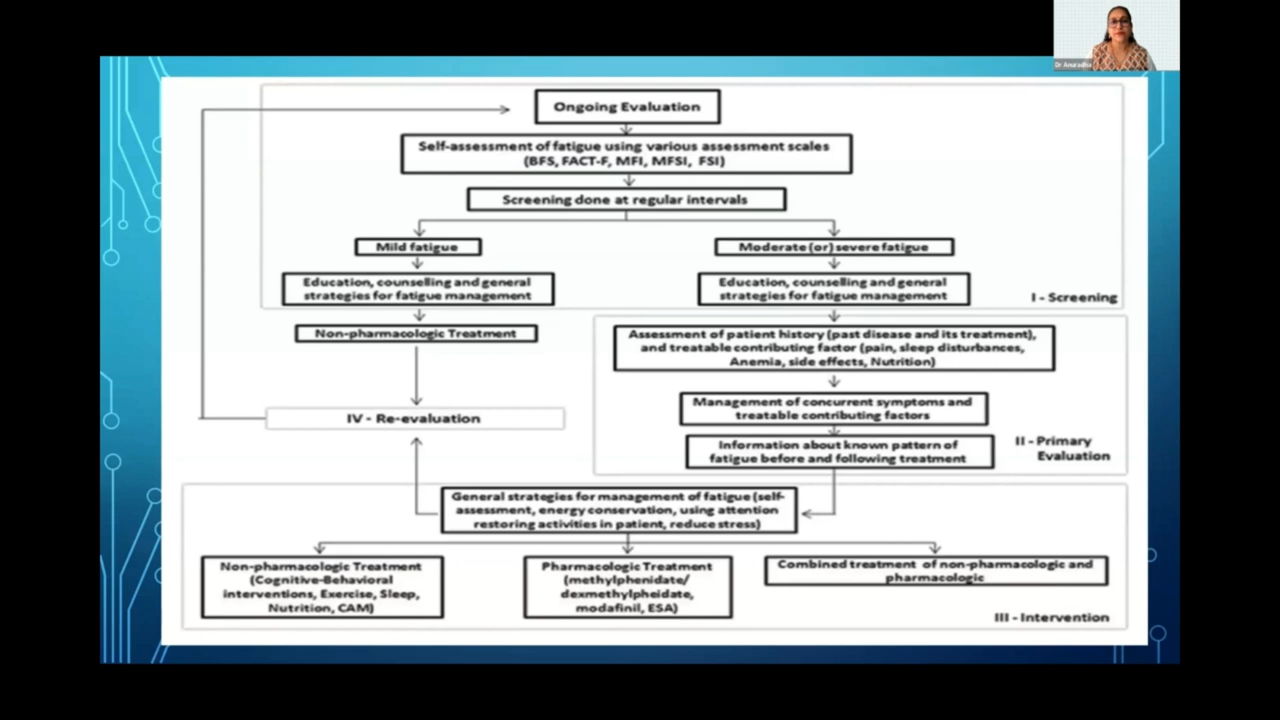 Dr Anuradha
Ongoing Evaluation
Self-assessment of fatigue using various assessment scales
(BFS, FACT-F, MFI, MFSI, FSI)
Screening done at regular intervals
Mild fatigue
Moderate (or) severe fatigue
Education, counselling and general
strategies for fatigue management
Education, counselling and general
strategies for fatigue management
I - Screening
Non-pharmacologic Treatment
Assessment of patient history (past disease and its treatment),
and treatable contributing factor (pain, sleep disturbances,
Anemia, side effects, Nutrition)
IV - Re-evaluation
Management of concurrent symptoms and
treatable contributing factors
Information about known pattern of
fatigue before and following treatment
II - Primary
Evaluation
General strategies for management of fatigue (self-
assessment, energy conservation, using attention
restoring activities in patient, reduce stress)
Non-pharmacologic Treatment
(Cognitive-Behavioral
interventions, Exercise, Sleep,
Nutrition, CAM)
Pharmacologic Treatment
(methylphenidate/
dexmethylpheidate,
modafinil, ESA)
Combined treatment of non-pharmacologic and
pharmacologic
III - Intervention